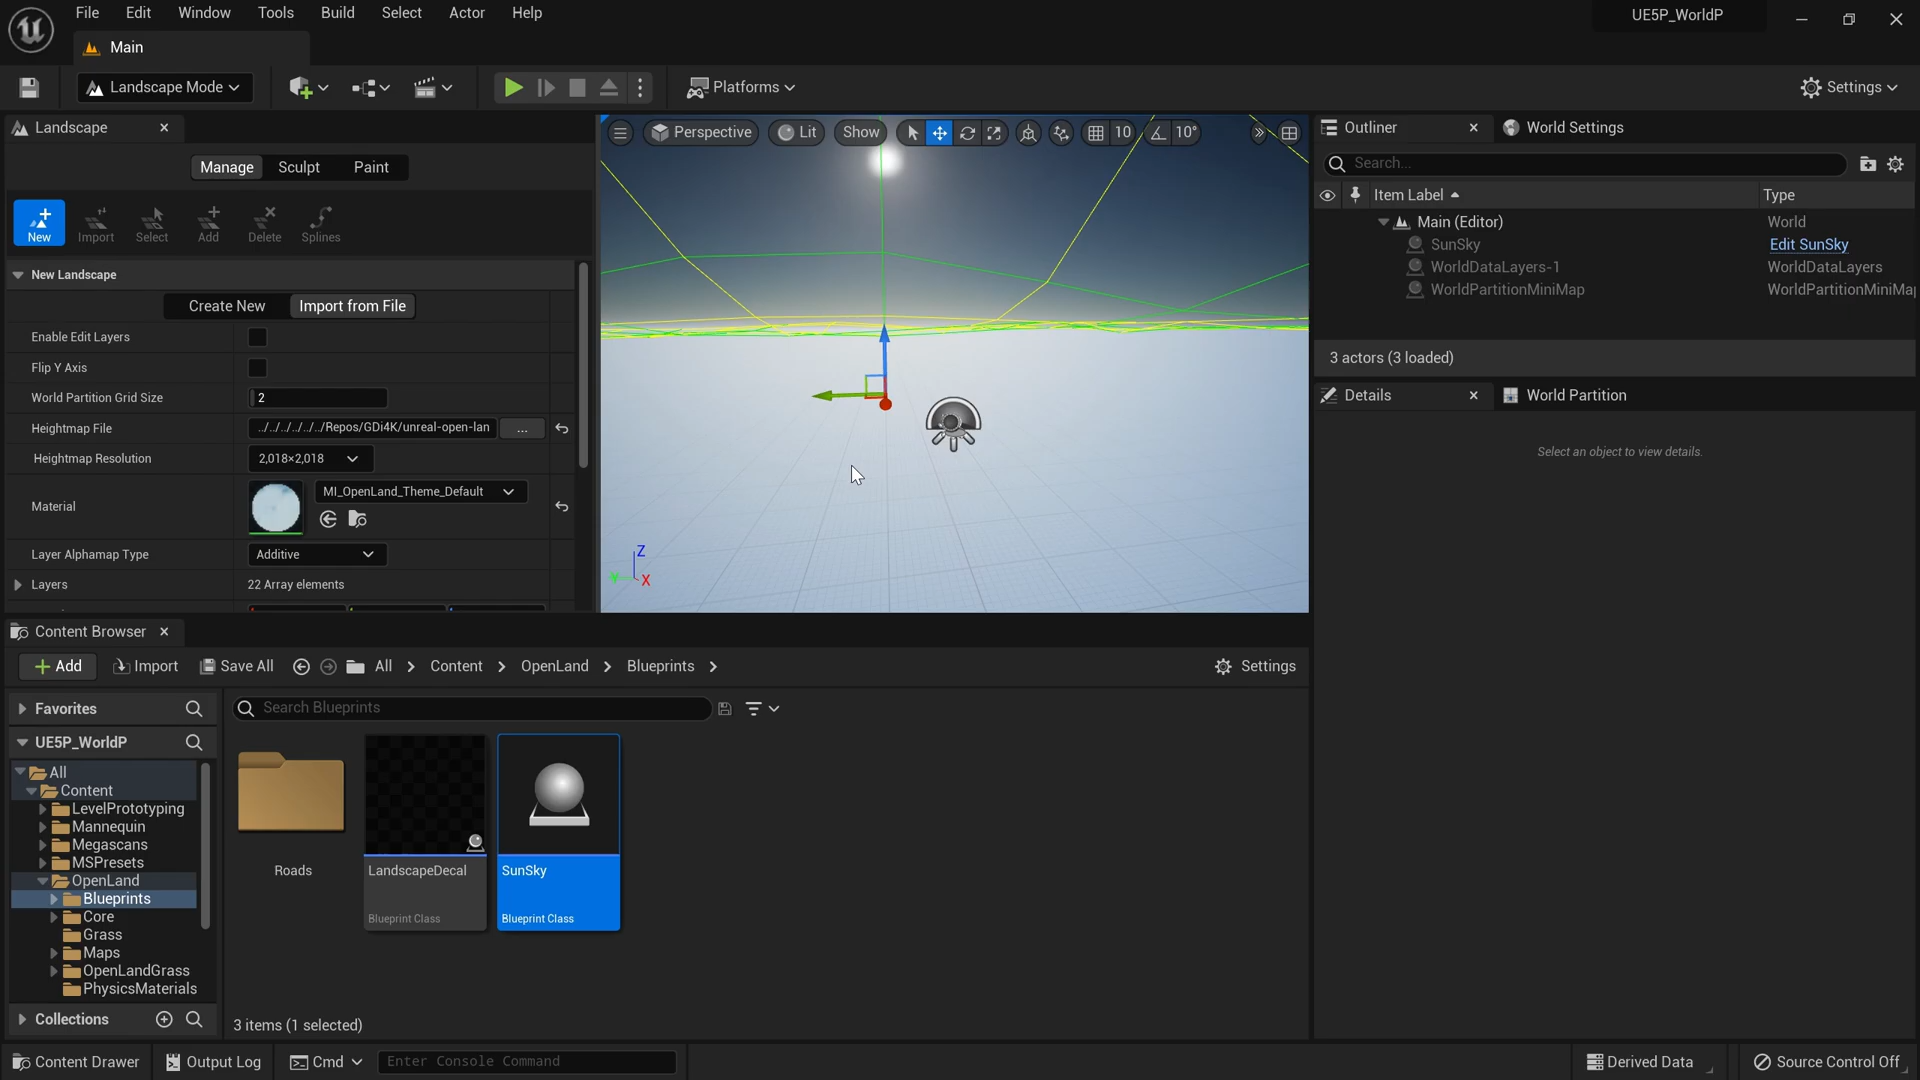 File Edit Window Tools Build Select Actor Help
UE5P_WorldP
Main
Landscape Mode
Platforms
Settings
Landscape
Manage Sculpt Paint
New Import Select Add Delete Splines
New Landscape
Create New Import from File
Enable Edit Layers
Flip Y Axis
World Partition Grid Size 2
Heightmap File ../../../../../../Repos/GDi4K/unreal-open-lan ...
Heightmap Resolution 2,018×2,018
Material MI_OpenLand_Theme_Default
Layer Alphamap Type Additive
Layers 22 Array elements
Perspective Lit Show 10 10°
Z
Y X
Outliner World Settings
Search...
Item Label Type
Main (Editor) World
SunSky Edit SunSky
WorldDataLayers-1 WorldDataLayers
WorldPartitionMiniMap WorldPartitionMiniMa
3 actors (3 loaded)
Details World Partition
Select an object to view details.
Content Browser
Add Import Save All All Content OpenLand Blueprints Settings
Favorites
Search Blueprints
UE5P_WorldP
All
Content
LevelPrototyping
Mannequin
Megascans
MSPresets
OpenLand
Blueprints
Core
Grass
Maps
OpenLandGrass
PhysicsMaterials
Collections
Roads
LandscapeDecal
Blueprint Class
SunSky
Blueprint Class
3 items (1 selected)
Content Drawer Output Log Cmd Enter Console Command Derived Data Source Control Off